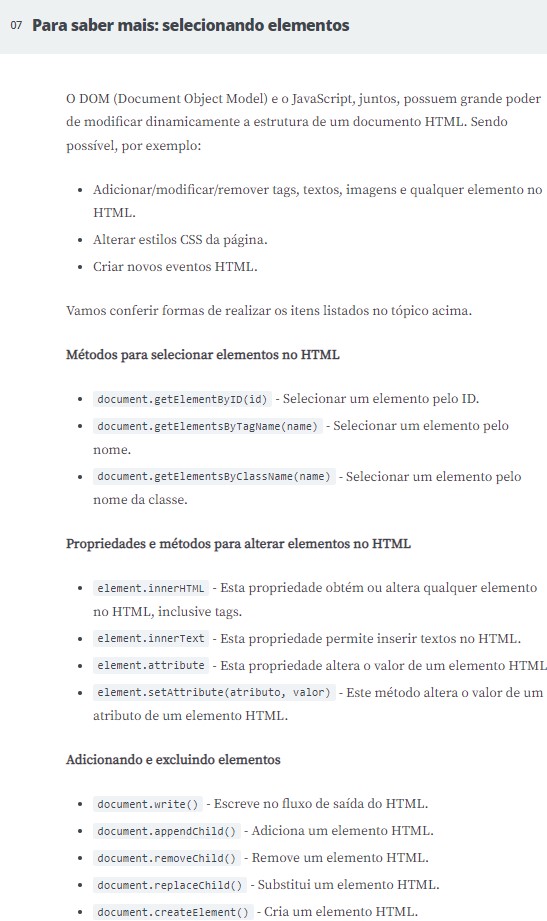 07 Para saber mais: selecionando elementos
O DOM (Document Object Model) e o JavaScript, juntos, possuem grande poder
de modificar dinamicamente a estrutura de um documento HTML. Sendo
possível, por exemplo:
• Adicionar/modificar/remover tags, textos, imagens e qualquer elemento no
HTML.
• Alterar estilos CSS da página.
• Criar novos eventos HTML.
Vamos conferir formas de realizar os itens listados no tópico acima.
Métodos para selecionar elementos no HTML
• document.getElementByID(id) - Selecionar um elemento pelo ID.
• document.getElementsByTagName(name) - Selecionar um elemento pelo
nome.
• document.getElementsByClassName(name) - Selecionar um elemento pelo
nome da classe.
Propriedades e métodos para alterar elementos no HTML
• element.innerHTML - Esta propriedade obtém ou altera qualquer elemento
no HTML, inclusive tags.
• element.innerText - Esta propriedade permite inserir textos no HTML.
• element.attribute - Esta propriedade altera o valor de um elemento HTML
• element.setAttribute(atributo, valor) - Este método altera o valor de um
atributo de um elemento HTML.
Adicionando e excluindo elementos
• document.write() - Escreve no fluxo de saída do HTML.
• document.appendChild() - Adiciona um elemento HTML.
• document.removeChild() - Remove um elemento HTML.
• document.replaceChild() - Substitui um elemento HTML.
• document.createElement() - Cria um elemento HTML.